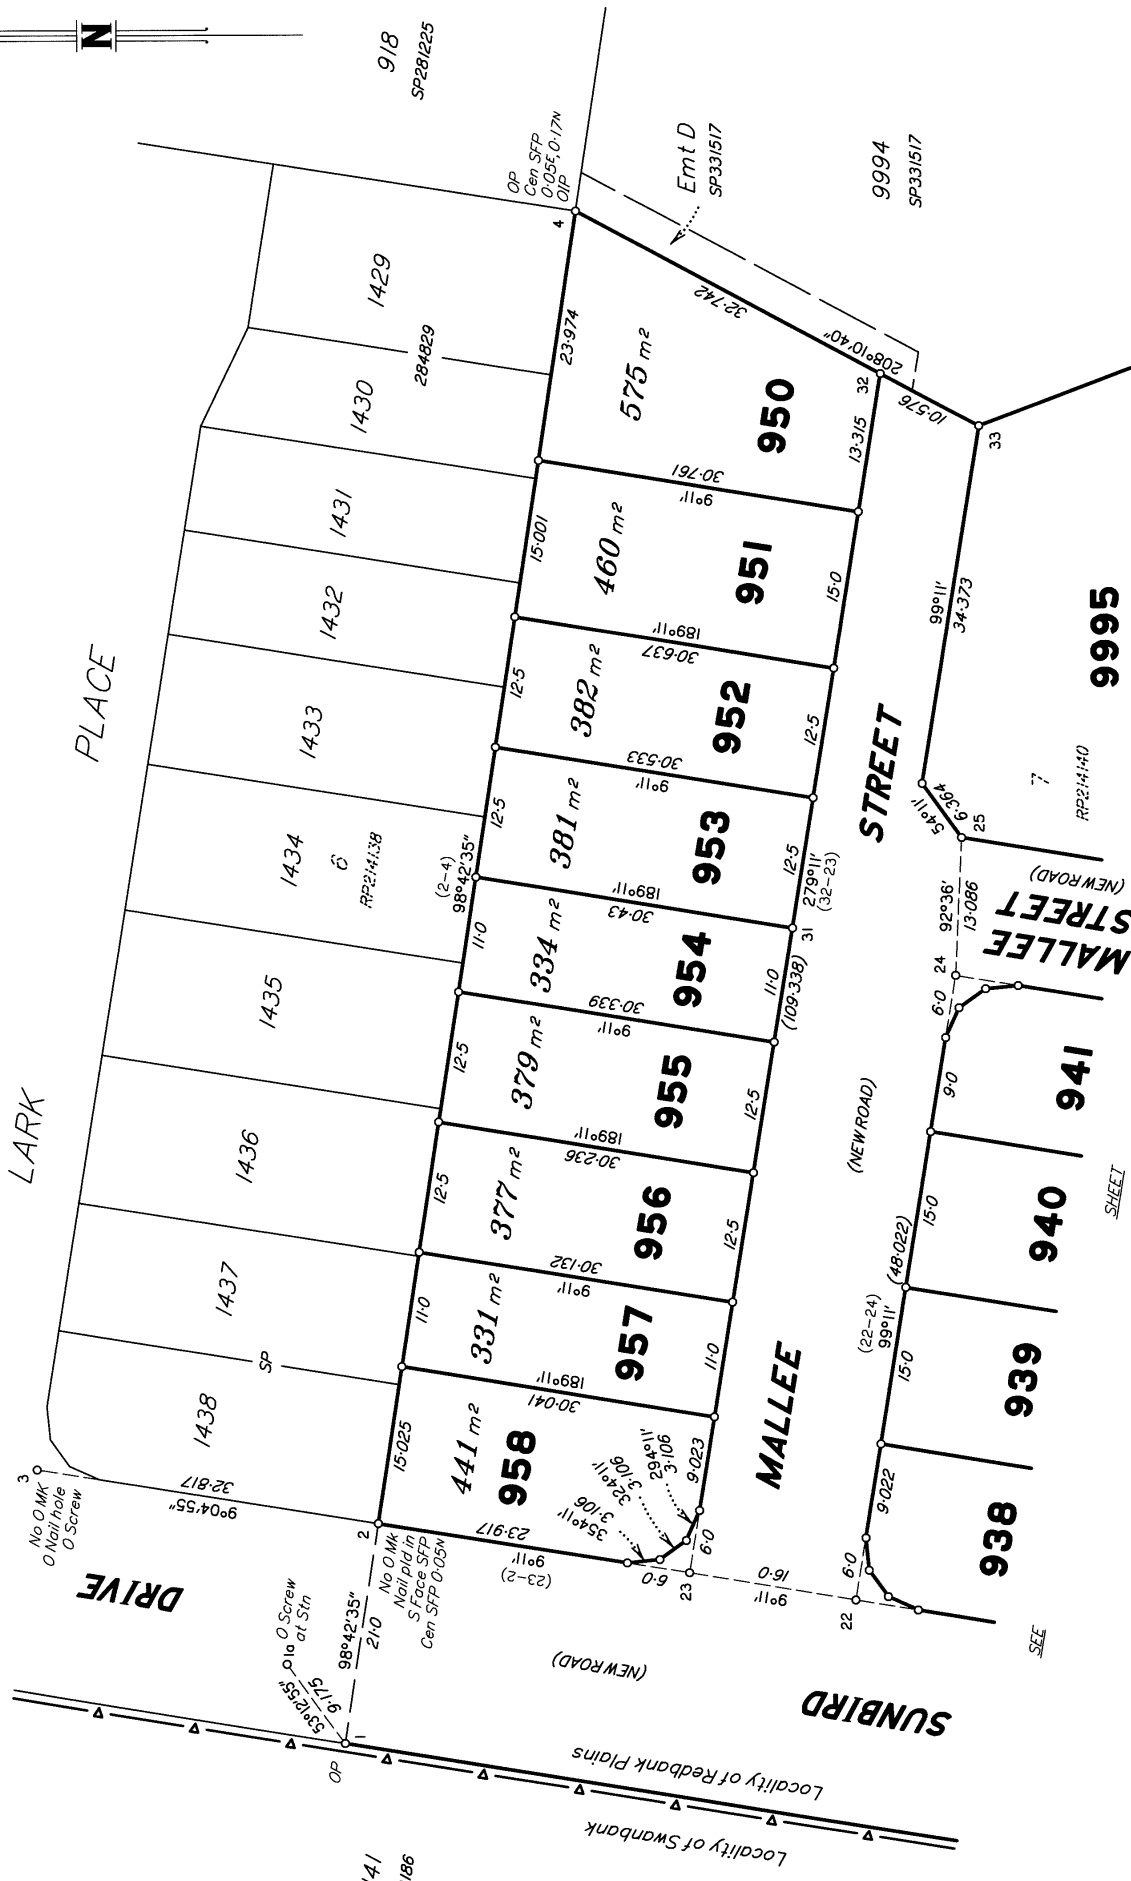 N
918
SP281225
OP
Cen SFP
0·05E, 0·17N
OIP
4
Emt D
SP331517
9994
SP331517
1429
1430
284829
1431
1432
1433
1434
6
RP214138
1435
1436
1437
SP
1438
LARK PLACE
23·974
32·742
208°10'40"
575 m²
950
32
13·315
10·576
33
30·761
9°11'
15·001
460 m²
951
15·0
189°11'
30·637
12·5
382 m²
952
12·5
30·533
9°11'
12·5
381 m²
953
12·5
279°11'
(32-23)
(2-4)
98°42'35"
189°11'
30·43
11·0
334 m²
954
11·0
31
(109·338)
30·339
9°11'
12·5
379 m²
955
12·5
189°11'
30·236
12·5
377 m²
956
12·5
30·132
9°11'
11·0
331 m²
957
11·0
189°11'
30·041
15·025
441 m²
958
9·023
294°11'
3·106
324°11'
3·106
354°11'
3·106
6·0
6·0
23
23·917
9°11'
(23-2)
16·0
9°11'
22
3
No O MK
O Nail hole
O Screw
32·817
9°04'55"
2
No O Mk
Nail pld in
S Face SFP
Cen SFP 0·05N
98°42'35"
21·0
1a
O Screw
at Stn
53°12'55"
9·175
1
OP
SUNBIRD DRIVE
(NEW ROAD)
Locality of Redbank Plains
Locality of Swanbank
141
186
MALLEE STREET
(NEW ROAD)
99°11'
34·373
54°11'
6·364
25
92°36'
13·086
24
MALLEE
STREET
(NEW ROAD)
9995
7
RP214140
6·0
9·0
941
15·0
940
(48·022)
(22-24)
99°11'
15·0
939
9·022
938
6·0
SEE
SHEET